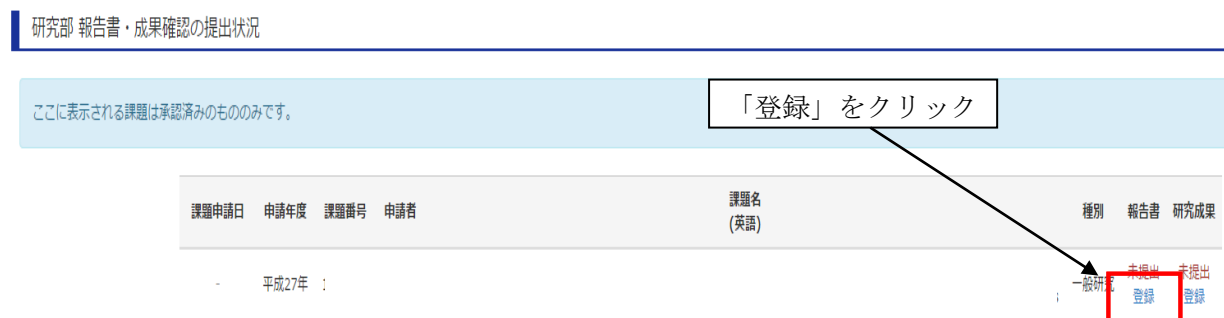 研究部 報告書・成果確認の提出状況
ここに表示される課題は承認済みのもののみです。
「登録」をクリック
課題申請日 申請年度 課題番号 申請者 課題名 種別 報告書 研究成果
(英語)
- 平成27年 一般研究 未提出 未提出
登録 登録